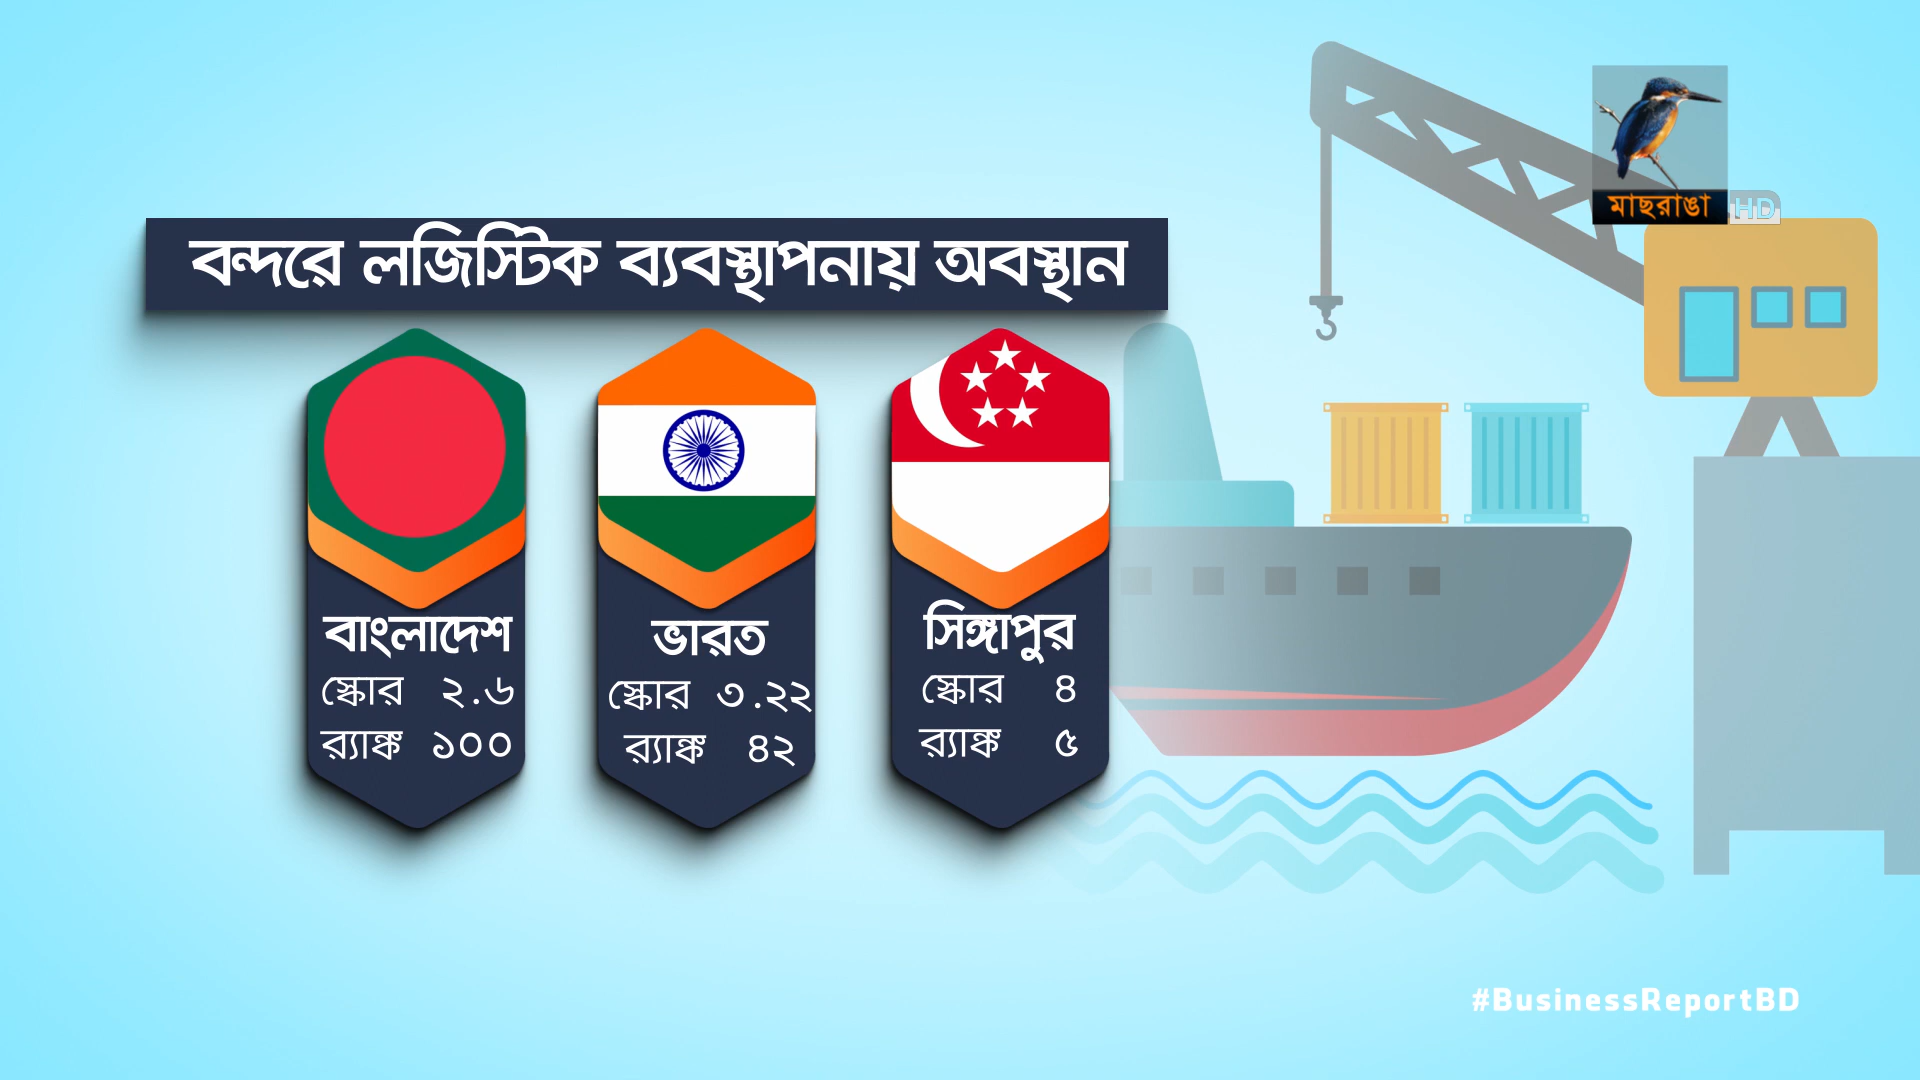 মাছরাঙা HD
বন্দরে লজিস্টিক ব্যবস্থাপনায় অবস্থান
বাংলাদেশ
স্কোর ২.৬
র‍্যাঙ্ক ১০০
ভারত
স্কোর ৩.২২
র‍্যাঙ্ক ৪২
সিঙ্গাপুর
স্কোর ৪
র‍্যাঙ্ক ৫
#BusinessReportBD